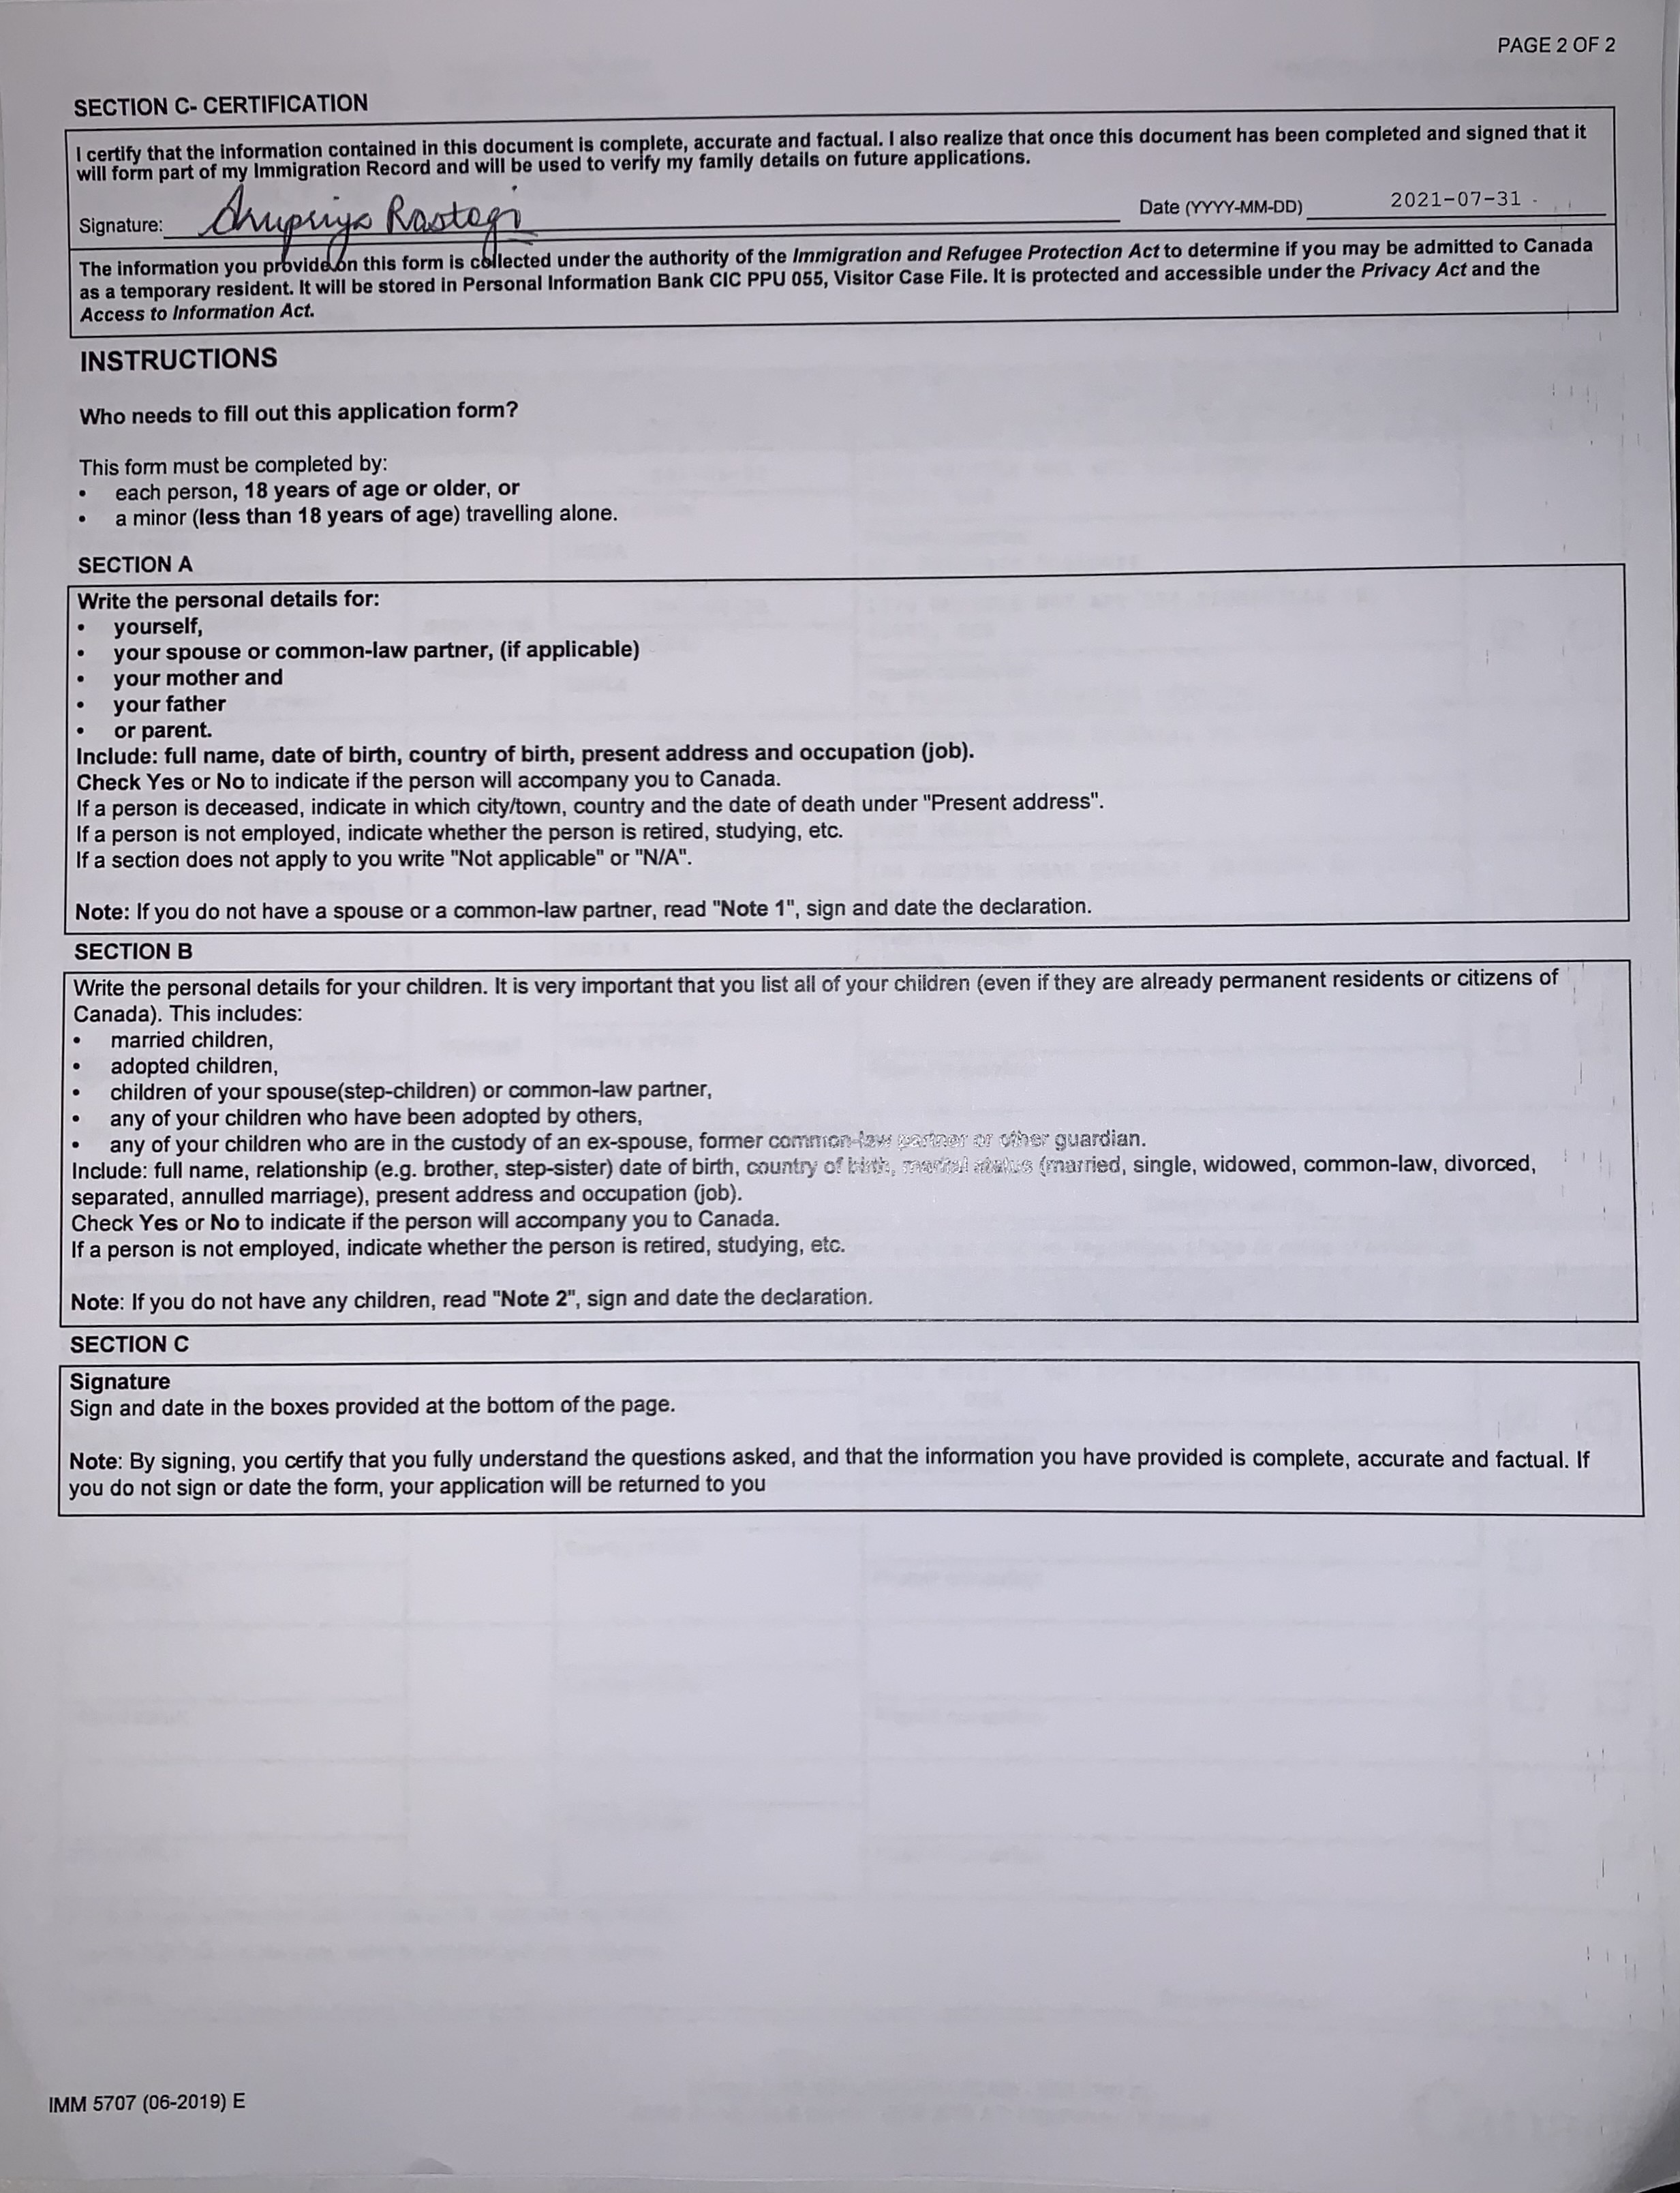 PAGE 2 OF 2
SECTION C- CERTIFICATION
I certify that the information contained in this document is complete, accurate and factual. I also realize that once this document has been completed and signed that it
will form part of my Immigration Record and will be used to verify my family details on future applications.
Signature: Anupriya Rastogi Date (YYYY-MM-DD) 2021-07-31
The information you provide on this form is collected under the authority of the Immigration and Refugee Protection Act to determine if you may be admitted to Canada
as a temporary resident. It will be stored in Personal Information Bank CIC PPU 055, Visitor Case File. It is protected and accessible under the Privacy Act and the
Access to Information Act.
INSTRUCTIONS
Who needs to fill out this application form?
This form must be completed by:
• each person, 18 years of age or older, or
• a minor (less than 18 years of age) travelling alone.
SECTION A
Write the personal details for:
• yourself,
• your spouse or common-law partner, (if applicable)
• your mother and
• your father
• or parent.
Include: full name, date of birth, country of birth, present address and occupation (job).
Check Yes or No to indicate if the person will accompany you to Canada.
If a person is deceased, indicate in which city/town, country and the date of death under "Present address".
If a person is not employed, indicate whether the person is retired, studying, etc.
If a section does not apply to you write "Not applicable" or "N/A".
Note: If you do not have a spouse or a common-law partner, read "Note 1", sign and date the declaration.
SECTION B
Write the personal details for your children. It is very important that you list all of your children (even if they are already permanent residents or citizens of
Canada). This includes:
• married children,
• adopted children,
• children of your spouse(step-children) or common-law partner,
• any of your children who have been adopted by others,
• any of your children who are in the custody of an ex-spouse, former common-law partner or other guardian.
Include: full name, relationship (e.g. brother, step-sister) date of birth, country of birth, marital status (married, single, widowed, common-law, divorced,
separated, annulled marriage), present address and occupation (job).
Check Yes or No to indicate if the person will accompany you to Canada.
If a person is not employed, indicate whether the person is retired, studying, etc.
Note: If you do not have any children, read "Note 2", sign and date the declaration.
SECTION C
Signature
Sign and date in the boxes provided at the bottom of the page.
Note: By signing, you certify that you fully understand the questions asked, and that the information you have provided is complete, accurate and factual. If
you do not sign or date the form, your application will be returned to you
IMM 5707 (06-2019) E